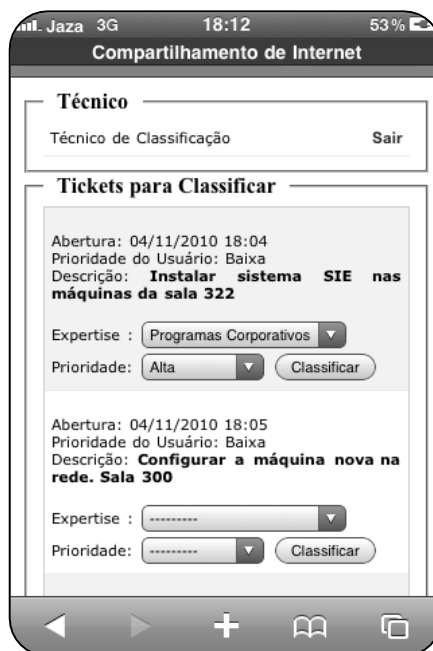 Jaza 3G 18:12 53%
Compartilhamento de Internet
Técnico
Técnico de Classificação Sair
Tickets para Classificar
Abertura: 04/11/2010 18:04
Prioridade do Usuário: Baixa
Descrição: Instalar sistema SIE nas
máquinas da sala 322
Expertise : Programas Corporativos
Prioridade: Alta Classificar
Abertura: 04/11/2010 18:05
Prioridade do Usuário: Baixa
Descrição: Configurar a máquina nova na
rede. Sala 300
Expertise : ---------
Prioridade: --------- Classificar